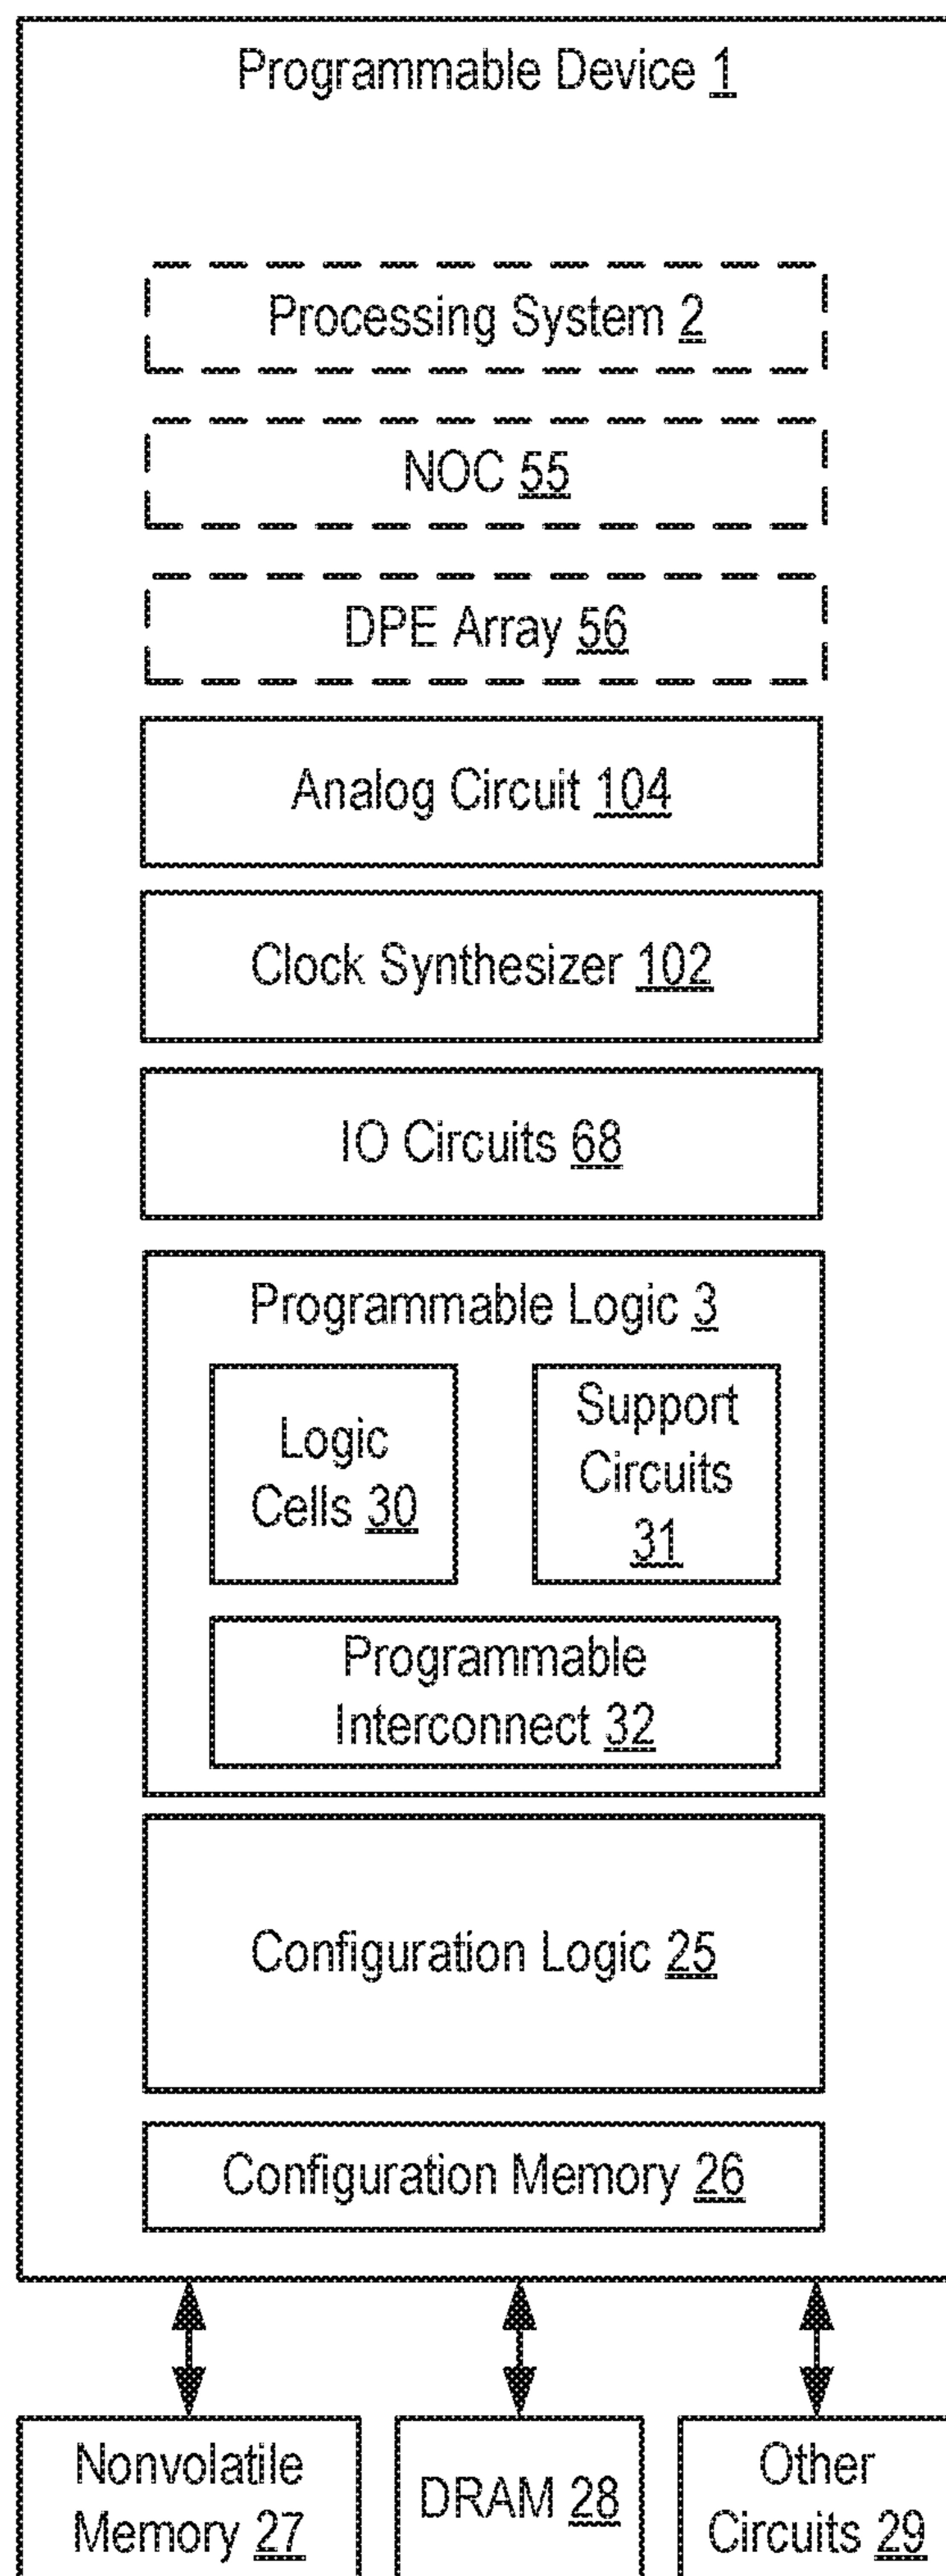 Programmable Device 1
Processing System 2
NOC 55
DPE Array 56
Analog Circuit 104
Clock Synthesizer 102
IO Circuits 68
Programmable Logic 3
Logic
Cells 30
Support
Circuits
31
Programmable
Interconnect 32
Configuration Logic 25
Configuration Memory 26
Nonvolatile
Memory 27
DRAM 28
Other
Circuits 29